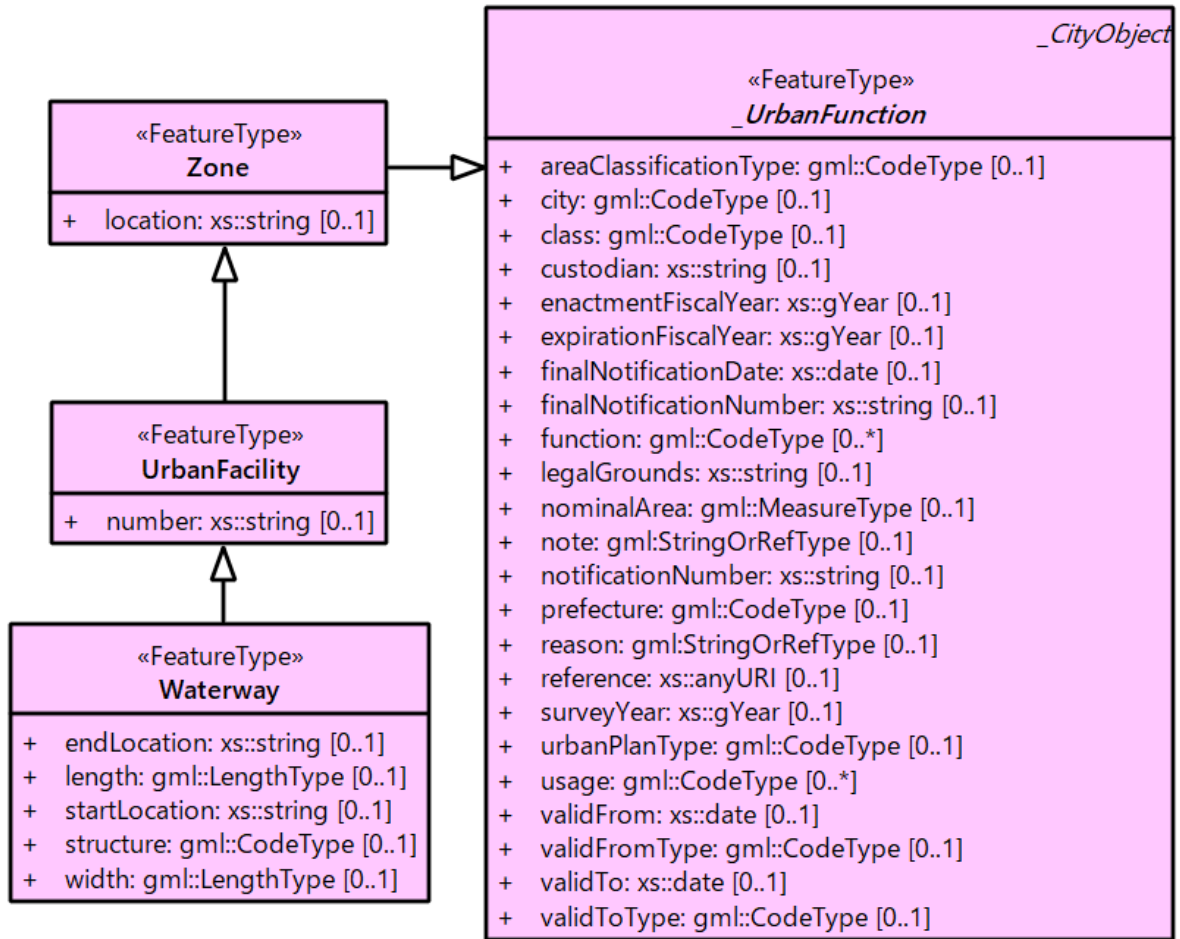 «FeatureType»
Zone
+ location: xs::string [0..1]
«FeatureType»
UrbanFacility
+ number: xs::string [0..1]
«FeatureType»
Waterway
+ endLocation: xs::string [0..1]
+ length: gml::LengthType [0..1]
+ startLocation: xs::string [0..1]
+ structure: gml::CodeType [0..1]
+ width: gml::LengthType [0..1]
_CityObject
«FeatureType»
_UrbanFunction
+ areaClassificationType: gml::CodeType [0..1]
+ city: gml::CodeType [0..1]
+ class: gml::CodeType [0..1]
+ custodian: xs::string [0..1]
+ enactmentFiscalYear: xs::gYear [0..1]
+ expirationFiscalYear: xs::gYear [0..1]
+ finalNotificationDate: xs::date [0..1]
+ finalNotificationNumber: xs::string [0..1]
+ function: gml::CodeType [0..*]
+ legalGrounds: xs::string [0..1]
+ nominalArea: gml::MeasureType [0..1]
+ note: gml:StringOrRefType [0..1]
+ notificationNumber: xs::string [0..1]
+ prefecture: gml::CodeType [0..1]
+ reason: gml:StringOrRefType [0..1]
+ reference: xs::anyURI [0..1]
+ surveyYear: xs::gYear [0..1]
+ urbanPlanType: gml::CodeType [0..1]
+ usage: gml::CodeType [0..*]
+ validFrom: xs::date [0..1]
+ validFromType: gml::CodeType [0..1]
+ validTo: xs::date [0..1]
+ validToType: gml::CodeType [0..1]